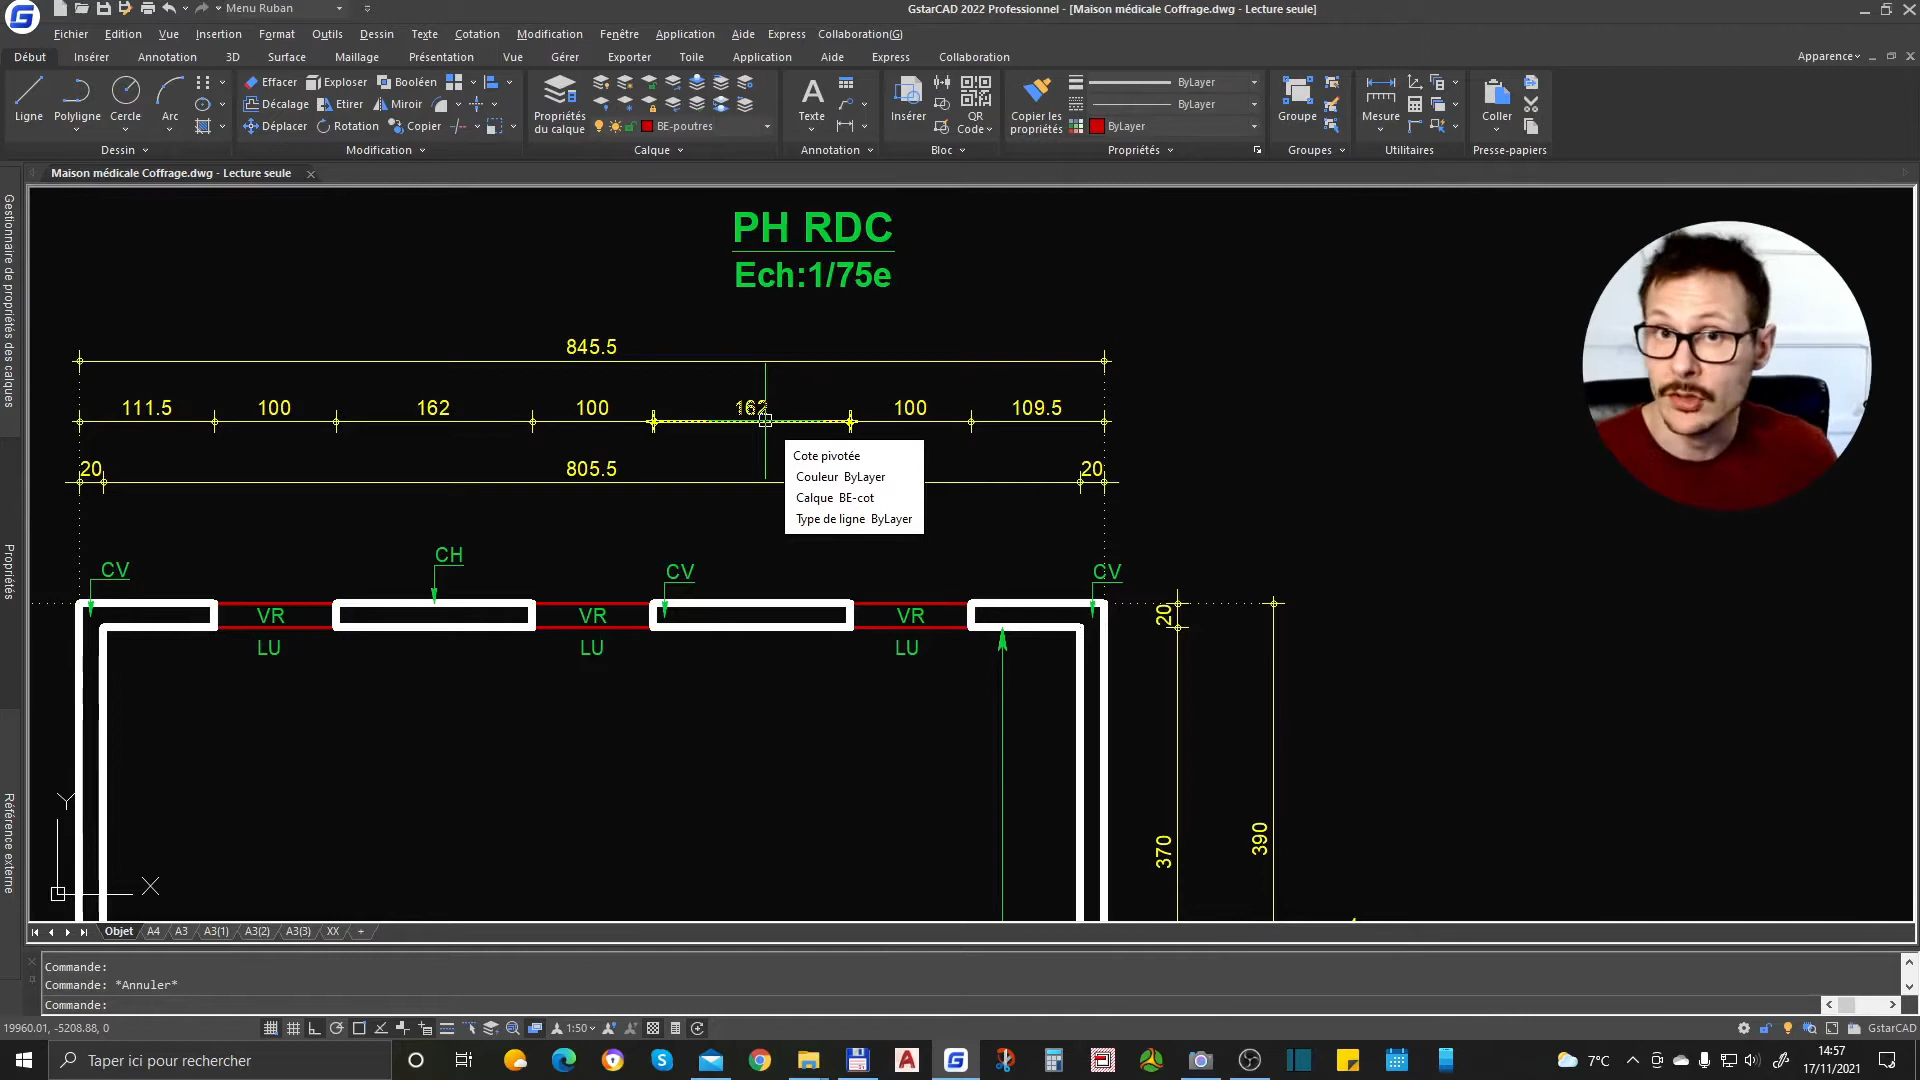 Menu Ruban
GstarCAD 2022 Professionnel - [Maison médicale Coffrage.dwg - Lecture seule]
Fichier Edition Vue Insertion Format Outils Dessin Texte Cotation Modification Fenêtre Application Aide Express Collaboration(G)
Début Insérer Annotation 3D Surface Maillage Présentation Vue Gérer Exporter Toile Application Aide Express Collaboration Apparence
Effacer Exploser Booléen
Décalage Etirer Miroir
Déplacer Rotation Copier
Ligne Polyligne Cercle Arc
Propriétés du calque
BE-poutres
Texte
Insérer
QR Code
Copier les propriétés
ByLayer
ByLayer
ByLayer
Groupe
Mesure
Coller
Dessin Modification Calque Annotation Bloc Propriétés Groupes Utilitaires Presse-papiers
Maison médicale Coffrage.dwg - Lecture seule
Gestionnaire de propriétés des calques
Propriétés
Référence externe
PH RDC
Ech:1/75e
845.5
111.5 100 162 100 162 100 109.5
20 805.5 20
Cote pivotée
Couleur ByLayer
Calque BE-cot
Type de ligne ByLayer
CV CH CV CV
VR VR VR
LU LU LU
20
370
390
Y
X
Objet A4 A3 A3(1) A3(2) A3(3) XX +
Commande:
Commande: *Annuler*
Commande:
19960.01, -5208.88, 0
1:50
GstarCAD
Taper ici pour rechercher
7°C
14:57
17/11/2021